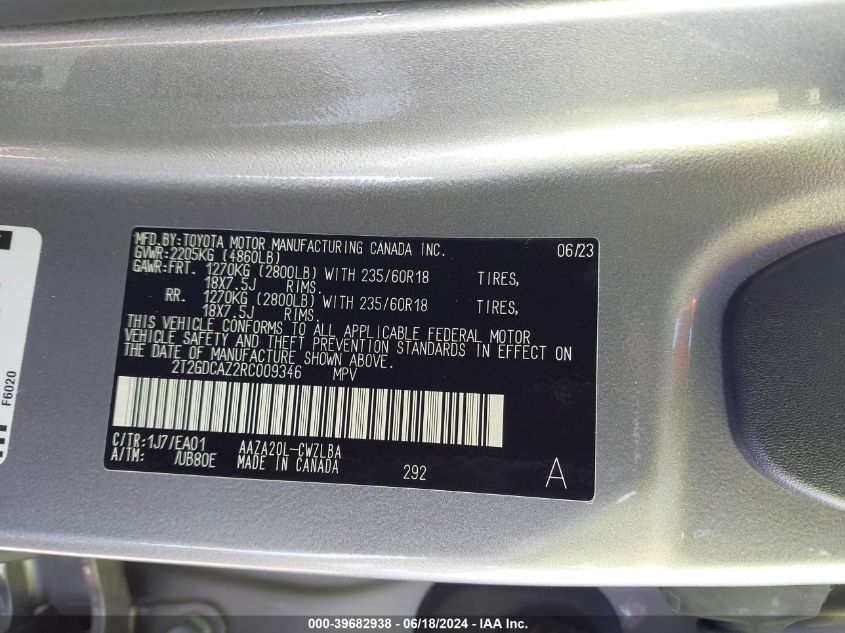 MFD.BY:TOYOTA MOTOR MANUFACTURING CANADA INC. 06/23
GVWR:2205KG (4860LB)
GAWR:FRT. 1270KG (2800LB) WITH 235/60R18 TIRES,
18X7.5J RIMS.
RR. 1270KG (2800LB) WITH 235/60R18 TIRES,
18X7.5J RIMS.
THIS VEHICLE CONFORMS TO ALL APPLICABLE FEDERAL MOTOR
VEHICLE SAFETY AND THEFT PREVENTION STANDARDS IN EFFECT ON
THE DATE OF MANUFACTURE SHOWN ABOVE.
2T2GDCAZ2RC009346 MPV
C/TR:1J7/EA01 AAZA20L-CWZLBA
A/TM: /UB80E MADE IN CANADA 292 A
F6020
000-39682938 - 06/18/2024 - IAA Inc.